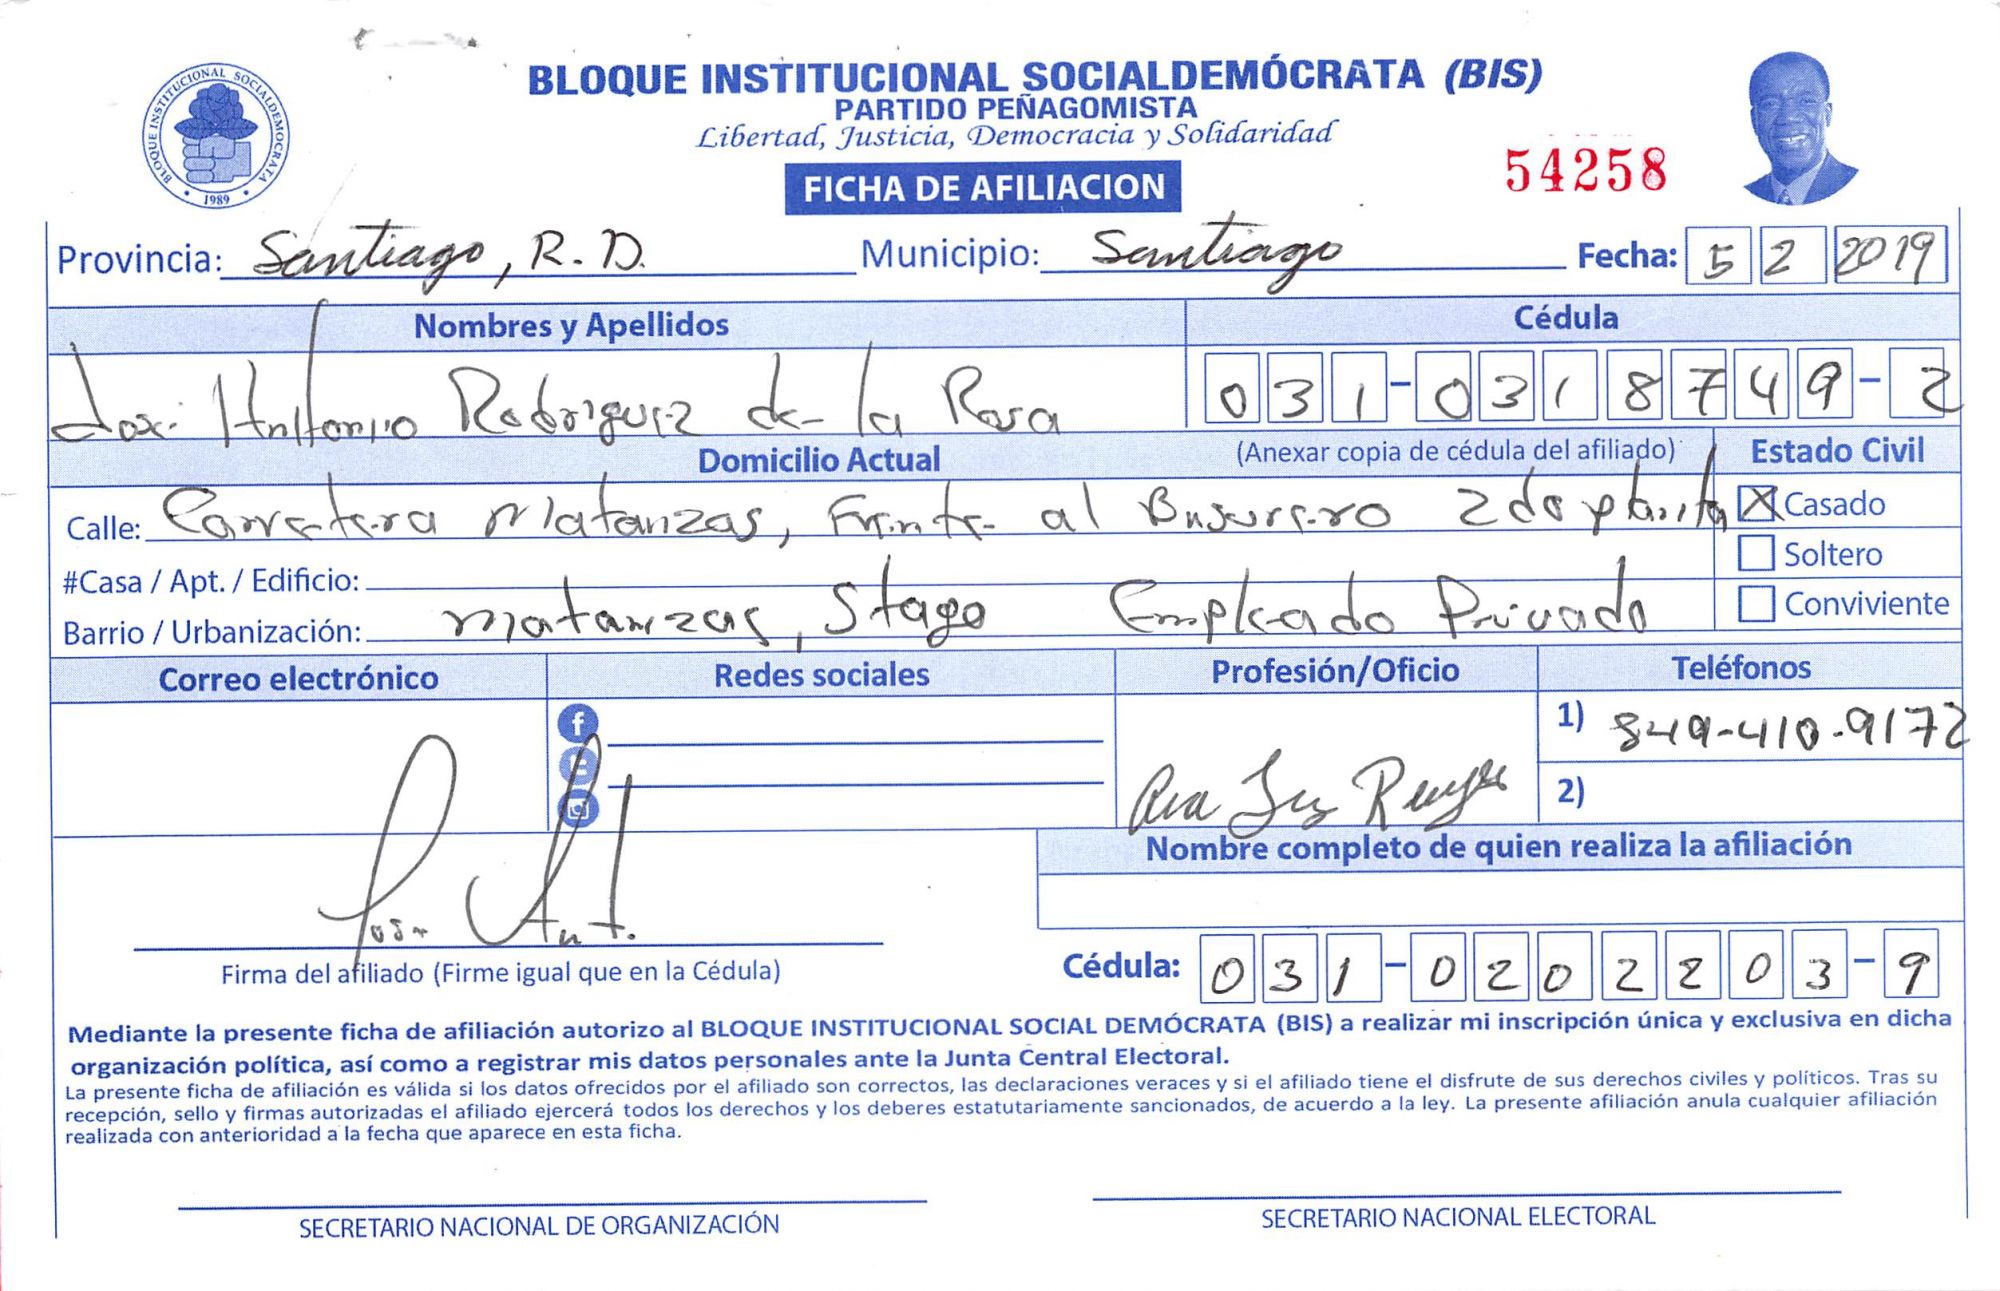 BLOQUE INSTITUCIONAL SOCIALDEMOCRATA
1989
BLOQUE INSTITUCIONAL SOCIALDEMÓCRATA (BIS)
PARTIDO PEÑAGOMISTA
Libertad, Justicia, Democracia y Solidaridad
FICHA DE AFILIACION
54258
Provincia: Santiago, R.D. Municipio: Santiago Fecha: 5 2 2019
Nombres y Apellidos Cédula
José Antonio Rodriguez de la Rosa 031-0318749-2
Domicilio Actual (Anexar copia de cédula del afiliado) Estado Civil
Calle: Carretera Matanzas, Frente al 2da planta X Casado
Soltero
#Casa / Apt. / Edificio:
Barrio / Urbanización: Matanzas, Stago Empleado Privado Conviviente
Correo electrónico Redes sociales Profesión/Oficio Teléfonos
1) 849-410-9172
Ana
2)
Nombre completo de quien realiza la afiliación
José Ant.
Cédula: 031-0202203-9
Firma del afiliado (Firme igual que en la Cédula)
Mediante la presente ficha de afiliación autorizo al BLOQUE INSTITUCIONAL SOCIAL DEMÓCRATA (BIS) a realizar mi inscripción única y exclusiva en dicha
organización política, así como a registrar mis datos personales ante la Junta Central Electoral.
La presente ficha de afiliación es válida si los datos ofrecidos por el afiliado son correctos, las declaraciones veraces y si el afiliado tiene el disfrute de sus derechos civiles y políticos. Tras su
recepción, sello y firmas autorizadas el afiliado ejercerá todos los derechos y los deberes estatutariamente sancionados, de acuerdo a la ley. La presente afiliación anula cualquier afiliación
realizada con anterioridad a la fecha que aparece en esta ficha.
SECRETARIO NACIONAL DE ORGANIZACIÓN SECRETARIO NACIONAL ELECTORAL